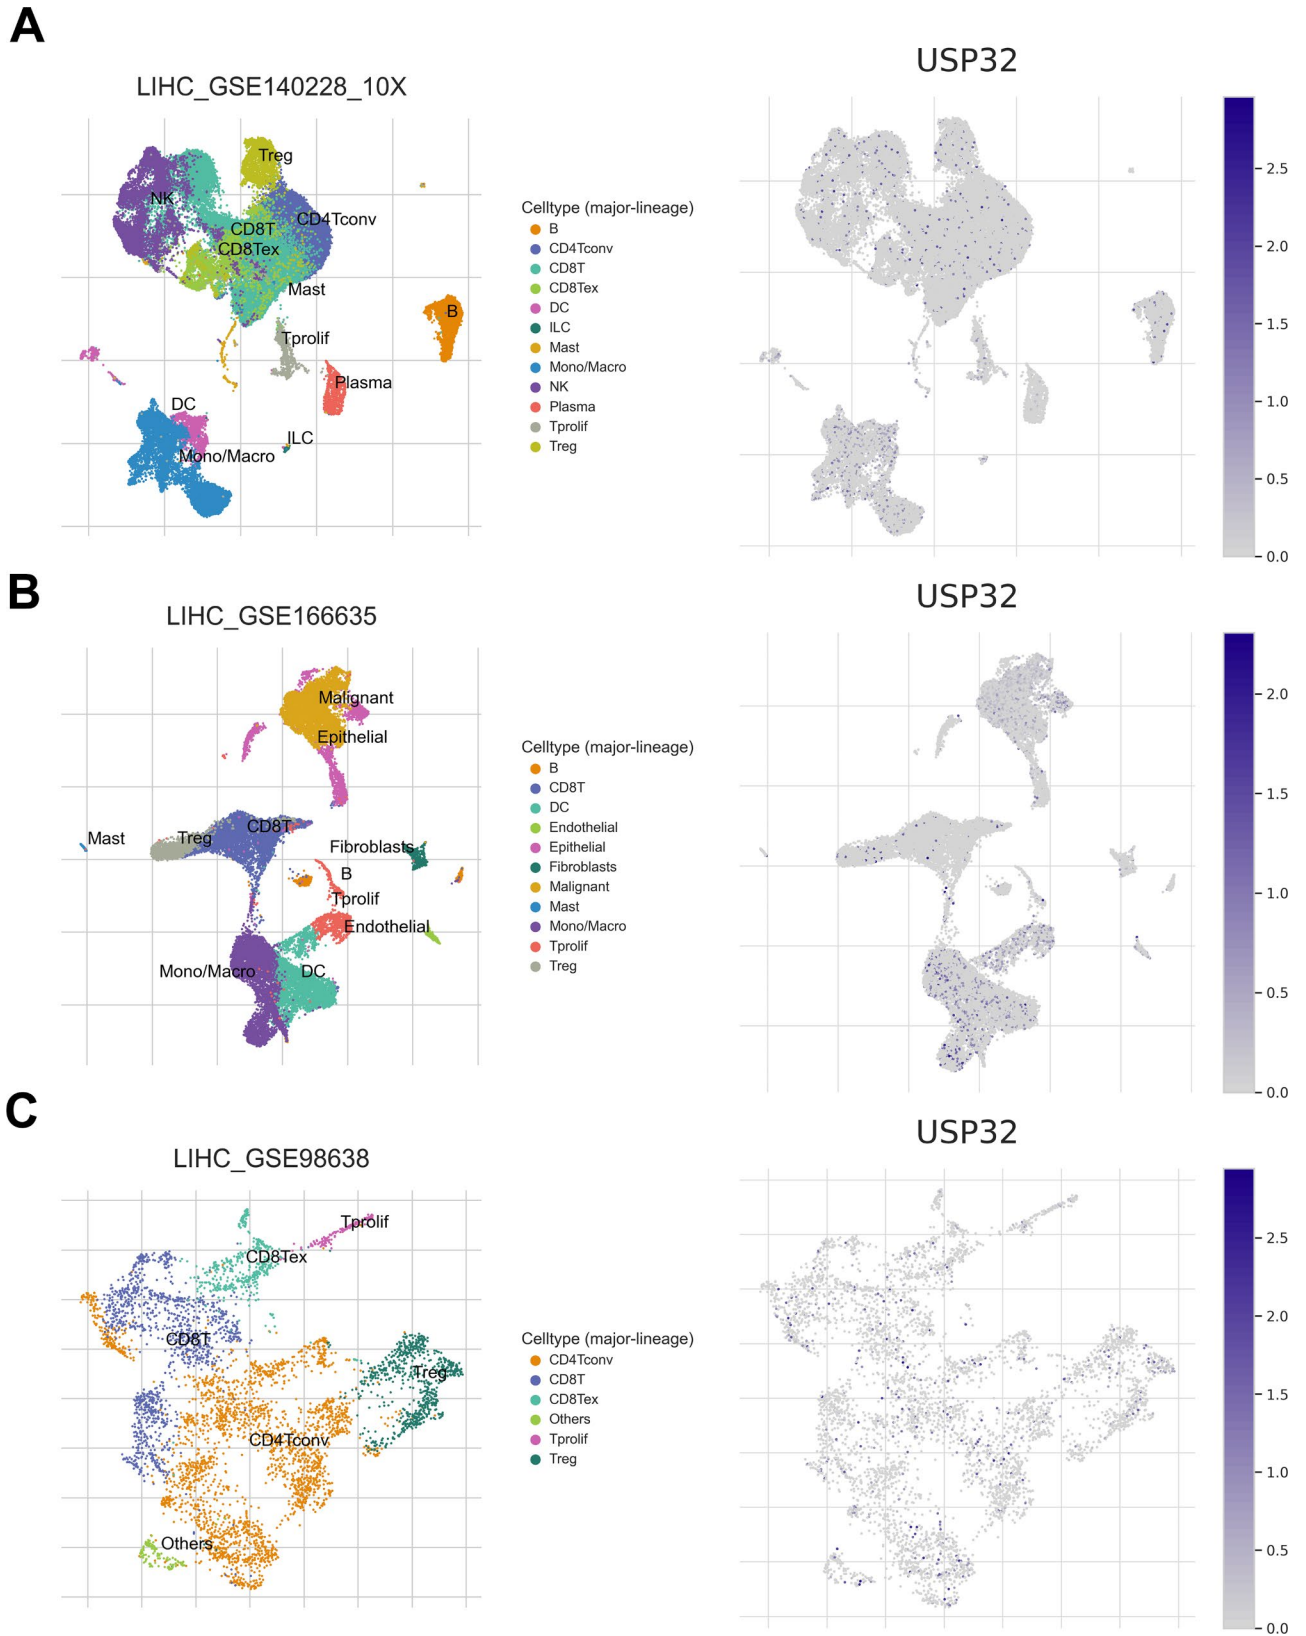 A
LIHC_GSE140228_10X
USP32
Treg
NK
CD4Tconv
CD8T
CD8Tex
Mast
B
Tprolif
Plasma
DC
ILC
Mono/Macro
Celltype (major-lineage)
B
CD4Tconv
CD8T
CD8Tex
DC
ILC
Mast
Mono/Macro
NK
Plasma
Tprolif
Treg
2.5
2.0
1.5
1.0
0.5
0.0
B
LIHC_GSE166635
USP32
Malignant
Epithelial
Mast
Treg
CD8T
Fibroblasts
B
Tprolif
Endothelial
Mono/Macro
DC
Celltype (major-lineage)
B
CD8T
DC
Endothelial
Epithelial
Fibroblasts
Malignant
Mast
Mono/Macro
Tprolif
Treg
2.0
1.5
1.0
0.5
0.0
C
LIHC_GSE98638
USP32
Tprolif
CD8Tex
CD8T
Treg
CD4Tconv
Others
Celltype (major-lineage)
CD4Tconv
CD8T
CD8Tex
Others
Tprolif
Treg
2.5
2.0
1.5
1.0
0.5
0.0